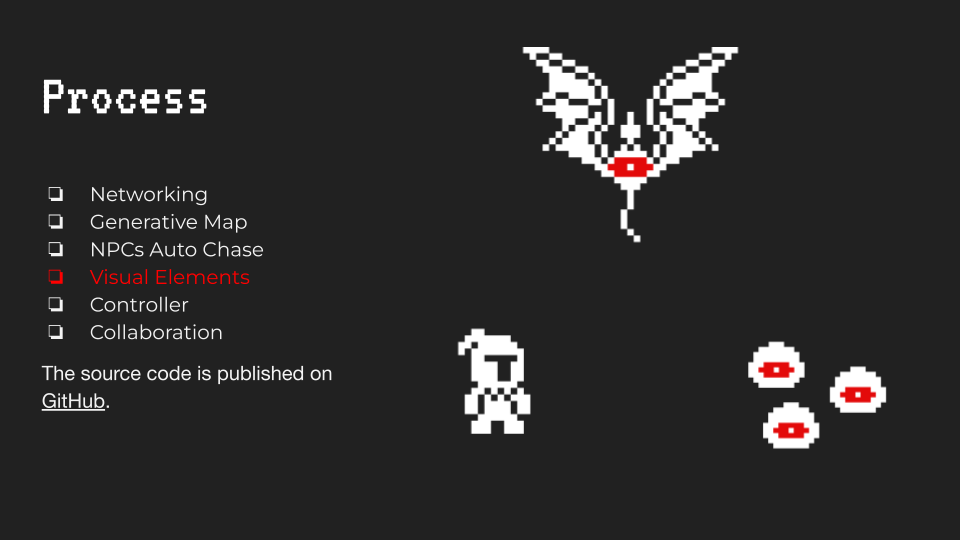 Process
Networking
Generative Map
NPCs Auto Chase
Visual Elements
Controller
Collaboration
The source code is published on
GitHub.